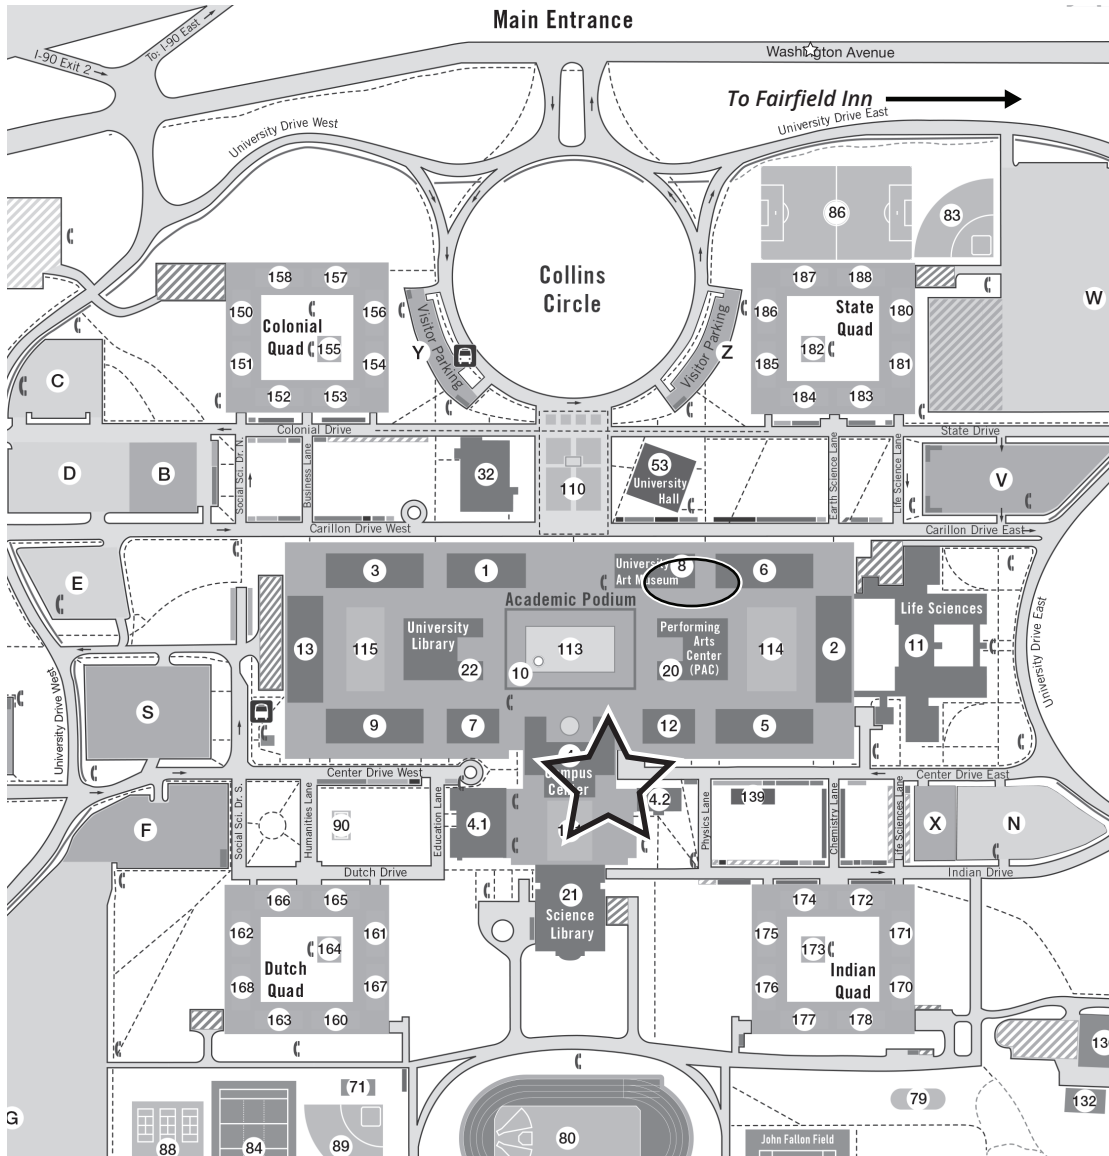 Main Entrance
Washington Avenue
To: I-90 East
I-90 Exit 2
To Fairfield Inn
University Drive West
University Drive East
86
83
Collins
Circle
158
157
150
156
Colonial
Quad
155
151
154
152
153
Y
Visitor Parking
Z
Visitor Parking
187
188
186
State
Quad
180
182
185
181
184
183
W
C
Colonial Drive
State Drive
D
B
Social Sci. Dr. N.
Business Lane
32
110
53
University
Hall
Earth Science Lane
Life Science Lane
V
Carillon Drive West
Carillon Drive East
E
3
1
University
Art Museum
8
6
Academic Podium
Life Sciences
11
13
115
University
Library
22
10
113
Performing
Arts
Center
(PAC)
20
114
2
University Drive East
University Drive West
S
9
7
12
5
Center Drive West
Center Drive East
Center
4.2
139
4.1
90
F
Social Sci. Dr. S.
Humanities Lane
Education Lane
Physics Lane
Chemistry Lane
Life Sciences Lane
X
N
Dutch Drive
Indian Drive
21
Science
Library
166
165
162
161
164
Dutch
Quad
168
167
163
160
174
172
175
171
173
Indian
Quad
176
170
177
178
132
79
71
G
88
84
89
80
John Fallon Field